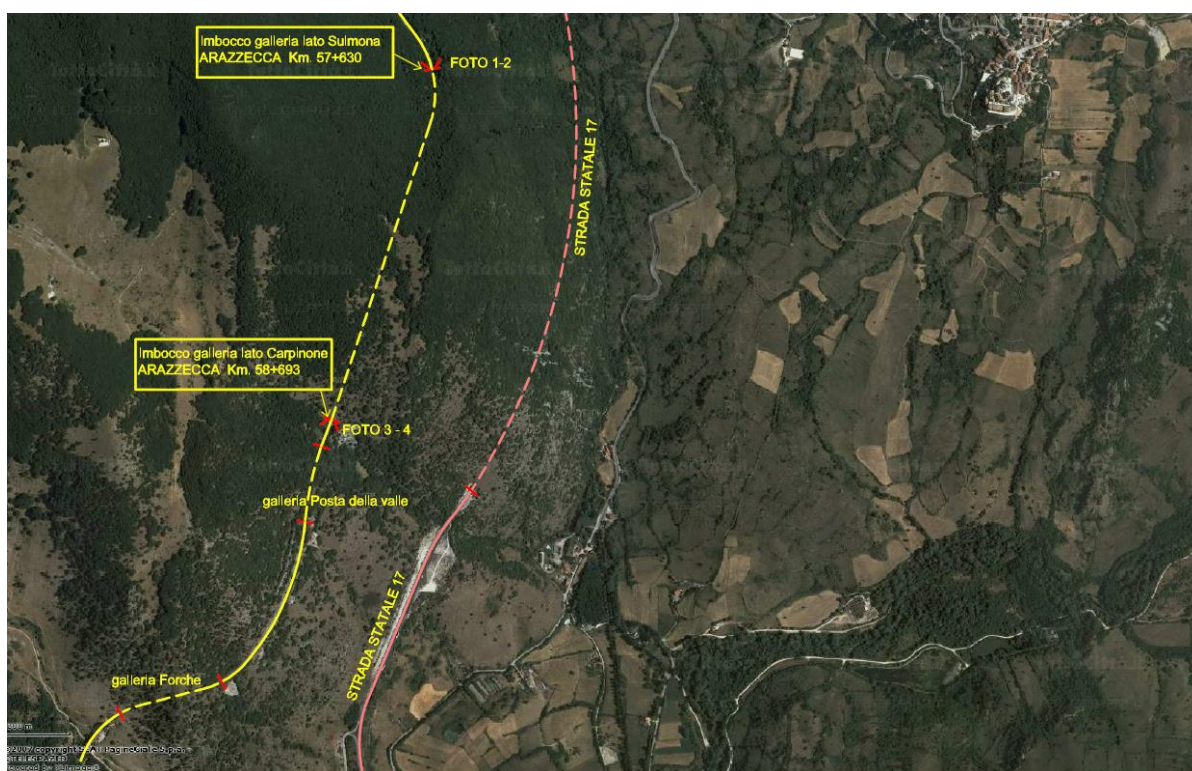 Imbocco galleria lato Sulmona
ARAZZECCA Km. 57+630
FOTO 1-2
STRADA STATALE 17
Imbocco galleria lato Carpinone
ARAZZECCA Km. 58+693
FOTO 3 - 4
galleria Posta della valle
STRADA STATALE 17
galleria Forche